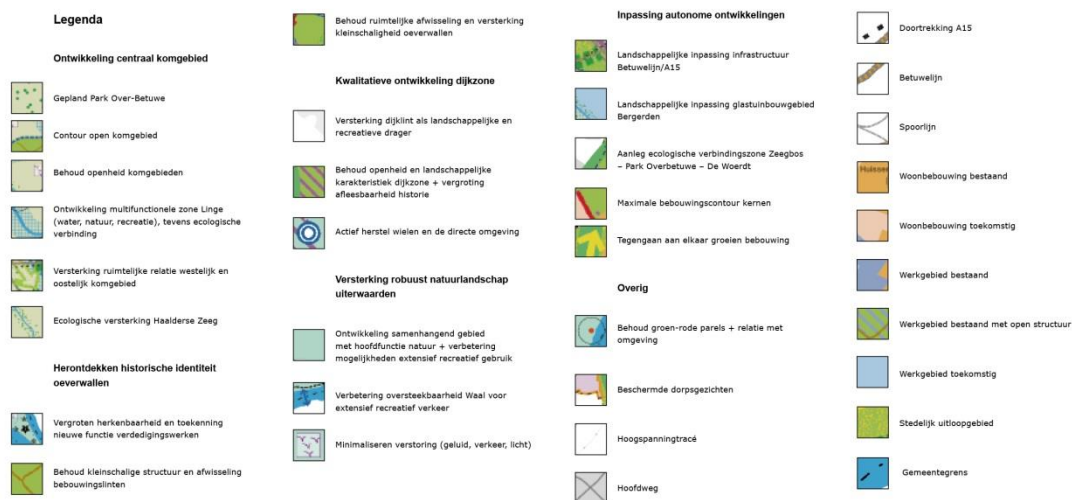 Legenda
Ontwikkeling centraal komgebied
Gepland Park Over-Betuwe
Contour open komgebied
Behoud openheid komgebieden
Ontwikkeling multifunctionele zone Linge
(water, natuur, recreatie), tevens ecologische
verbinding
Versterking ruimtelijke relatie westelijk en
oostelijk komgebied
Ecologische versterking Haalderse Zeeg
Herontdekken historische identiteit
oeverwallen
Vergroten herkenbaarheid en toekenning
nieuwe functie verdedigingswerken
Behoud kleinschalige structuur en afwisseling
bebouwingslinten
Behoud ruimtelijke afwisseling en versterking
kleinschaligheid oeverwallen
Kwalitatieve ontwikkeling dijkzone
Versterking dijklint als landschappelijke en
recreatieve drager
Behoud openheid en landschappelijke
karakteristiek dijkzone + vergroting
afleesbaarheid historie
Actief herstel wielen en de directe omgeving
Versterking robuust natuurlandschap
uiterwaarden
Ontwikkeling samenhangend gebied
met hoofdfunctie natuur + verbetering
mogelijkheden extensief recreatief gebruik
Verbetering oversteekbaarheid Waal voor
extensief recreatief verkeer
Minimaliseren verstoring (geluid, verkeer, licht)
Inpassing autonome ontwikkelingen
Landschappelijke inpassing infrastructuur
Betuwelijn/A15
Landschappelijke inpassing glastuinbouwgebied
Bergerden
Aanleg ecologische verbindingszone Zeegbos
– Park Overbetuwe – De Woerdt
Maximale bebouwingscontour kernen
Tegengaan aan elkaar groeien bebouwing
Overig
Behoud groen-rode parels + relatie met
omgeving
Beschermde dorpsgezichten
Hoogspanningtracé
Hoofdweg
Doortrekking A15
Betuwelijn
Spoorlijn
Huisse
Woonbebouwing bestaand
Woonbebouwing toekomstig
Werkgebied bestaand
Werkgebied bestaand met open structuur
Werkgebied toekomstig
Stedelijk uitloopgebied
Gemeentegrens